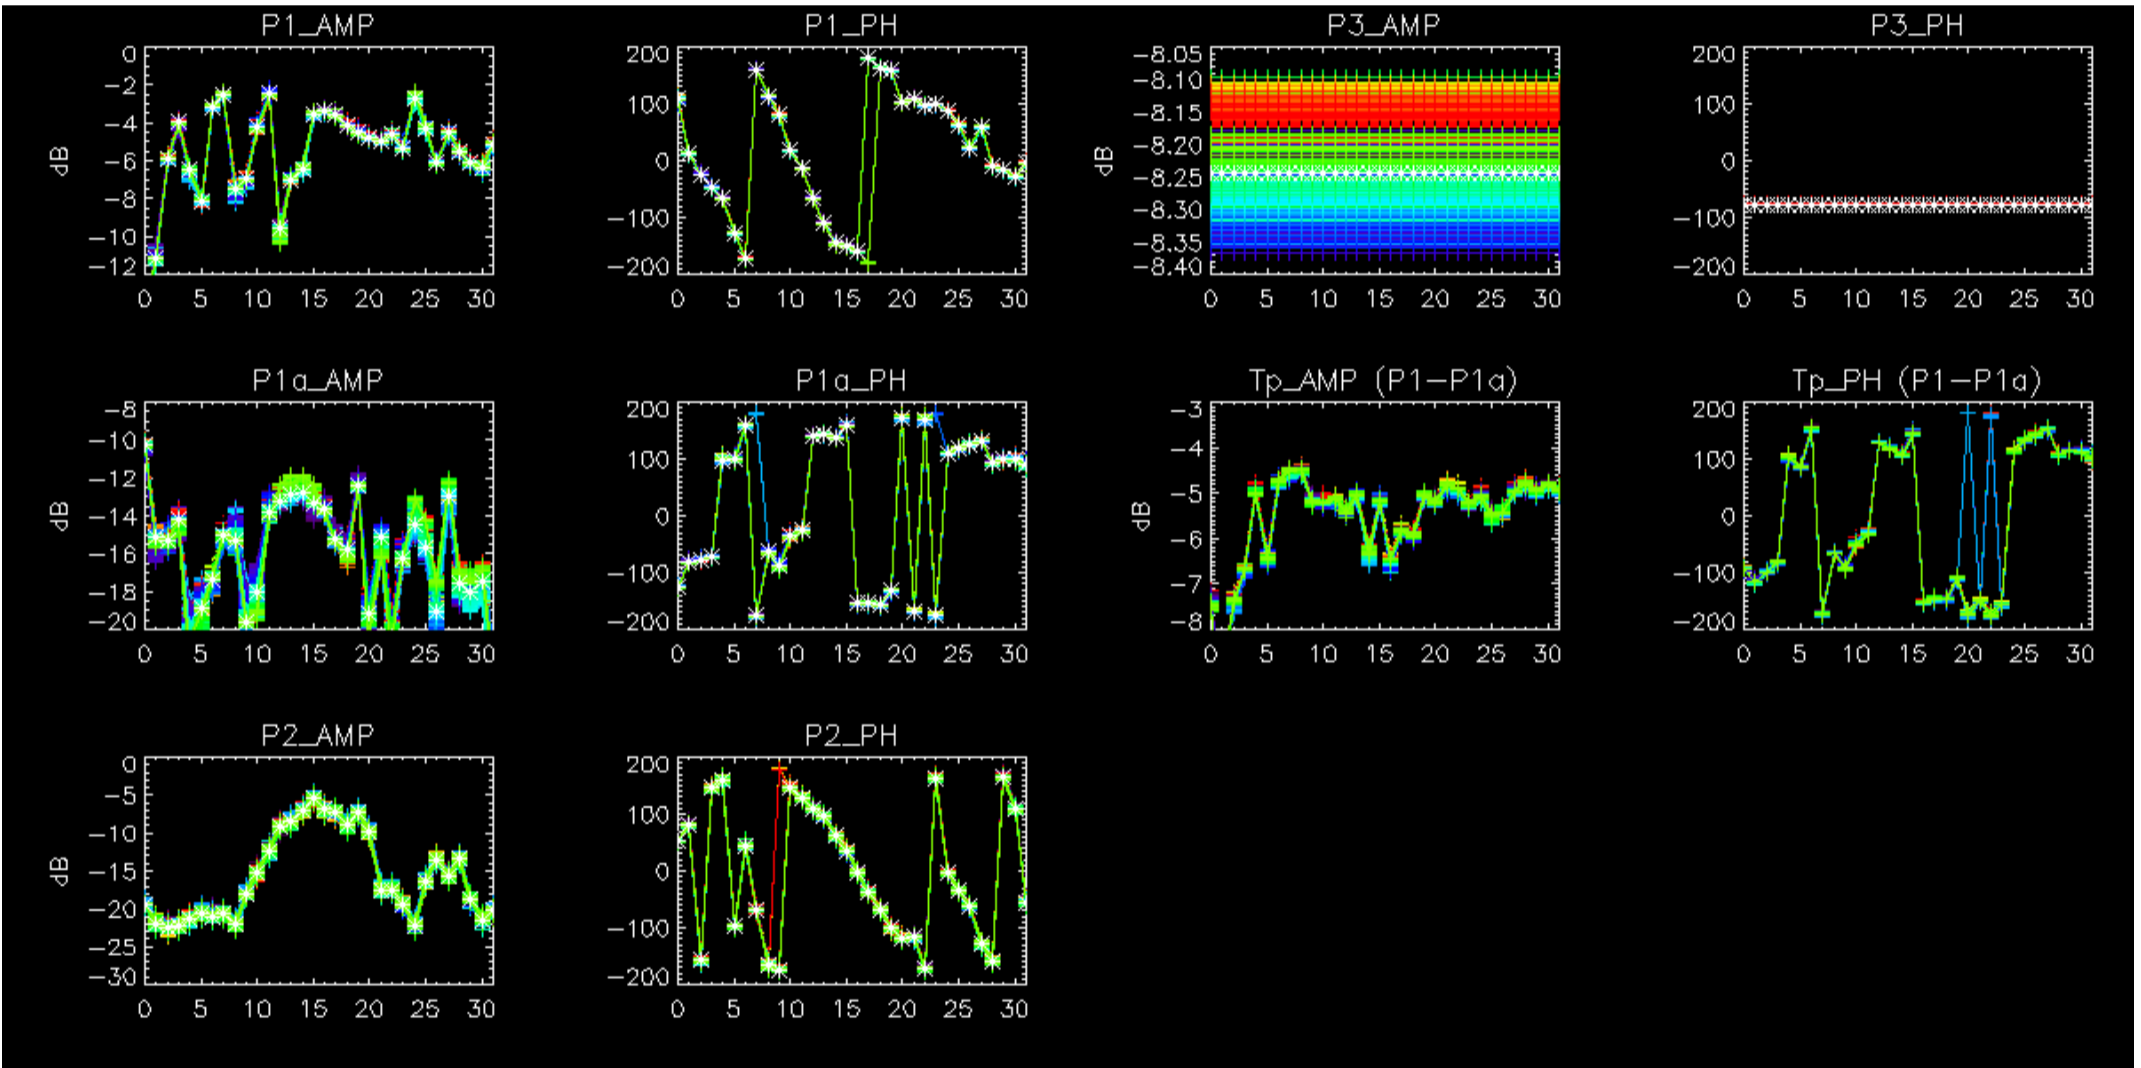 P1_AMP P1_PH P3_AMP P3_PH
dB 0 -2 -4 -6 -8 -10 -12
0 5 10 15 20 25 30
200 100 0 -100 -200
0 5 10 15 20 25 30
dB -8.05 -8.10 -8.15 -8.20 -8.25 -8.30 -8.35 -8.40
0 5 10 15 20 25 30
200 100 0 -100 -200
0 5 10 15 20 25 30
P1a_AMP P1a_PH Tp_AMP (P1-P1a) Tp_PH (P1-P1a)
dB -8 -10 -12 -14 -16 -18 -20
0 5 10 15 20 25 30
200 100 0 -100 -200
0 5 10 15 20 25 30
dB -3 -4 -5 -6 -7 -8
0 5 10 15 20 25 30
200 100 0 -100 -200
0 5 10 15 20 25 30
P2_AMP P2_PH
dB 0 -5 -10 -15 -20 -25 -30
0 5 10 15 20 25 30
200 100 0 -100 -200
0 5 10 15 20 25 30